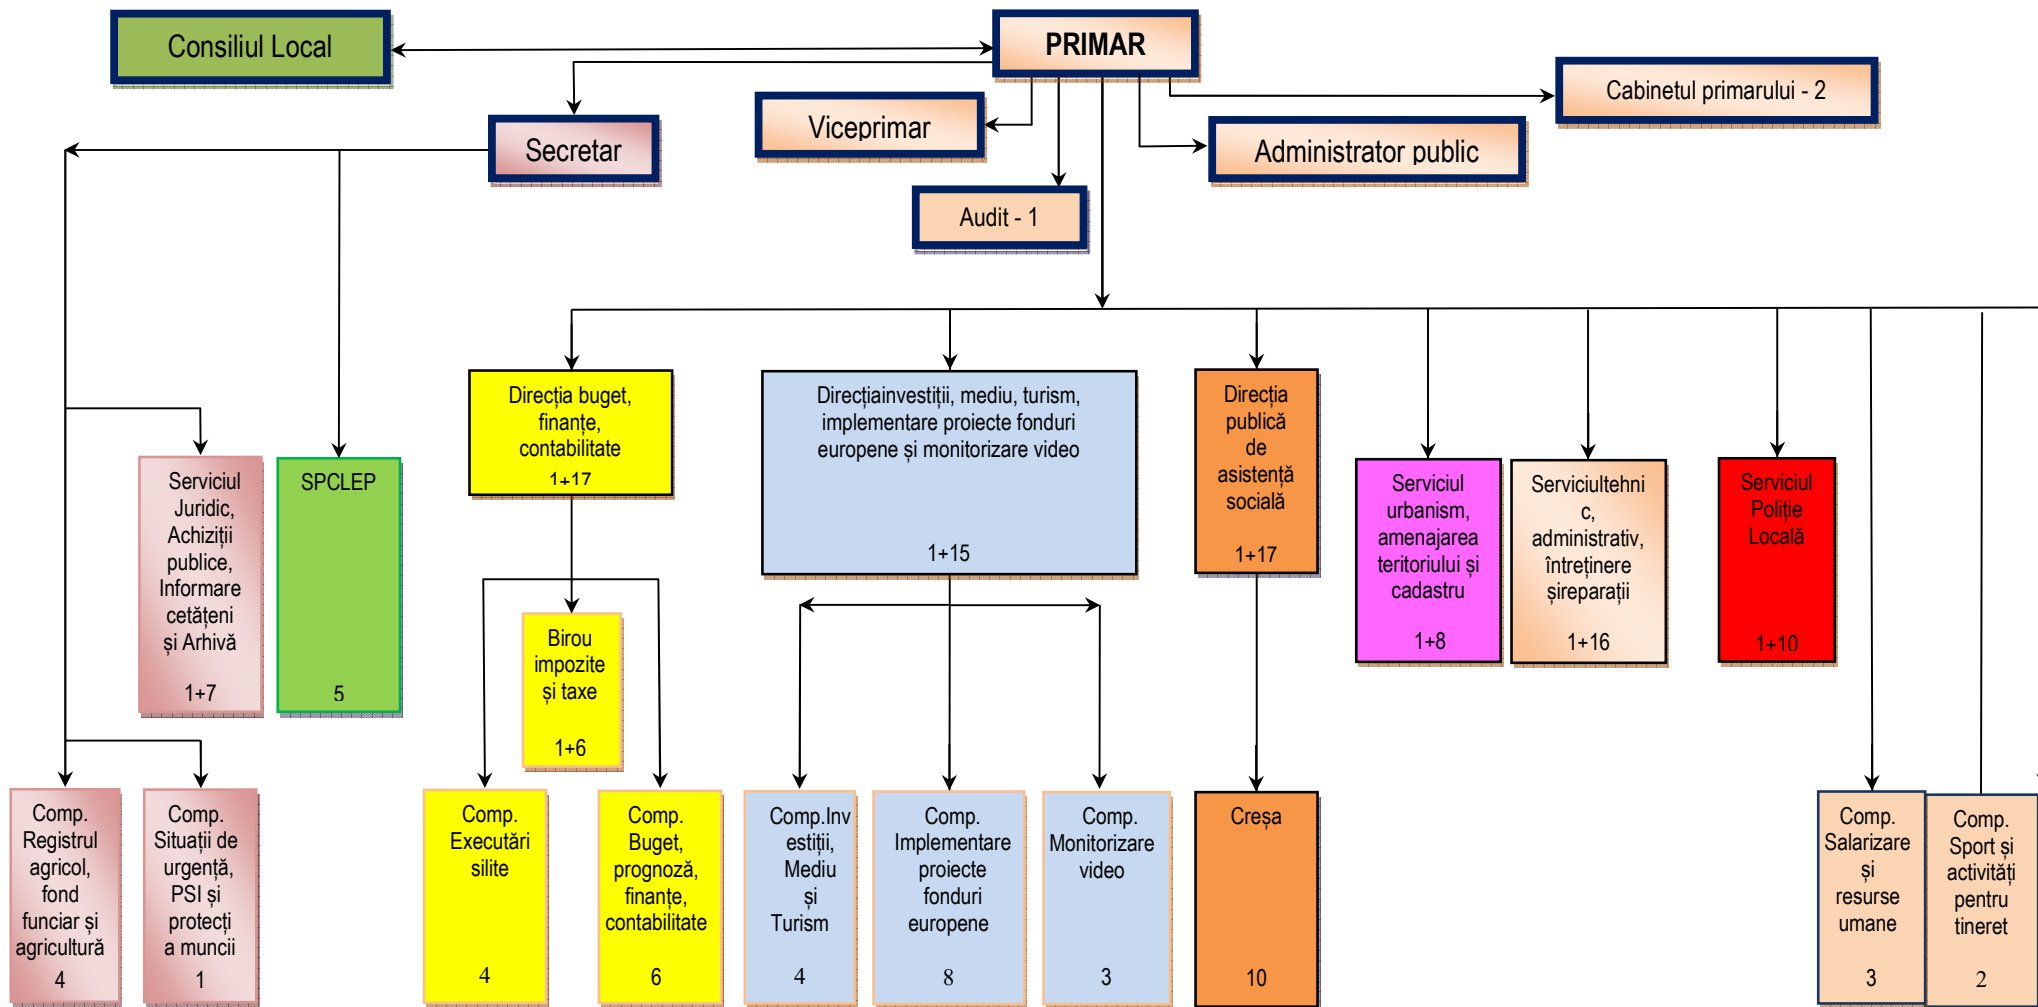 Consiliul Local
PRIMAR
Cabinetul primarului - 2
Viceprimar
Secretar
Administrator public
Audit - 1
Direcția buget,
finanțe,
contabilitate
1+17
Direcțiainvestiții, mediu, turism,
implementare proiecte fonduri
europene și monitorizare video
1+15
Direcția
publică
de
asistență
socială
1+17
Serviciul
Juridic,
Achiziții
publice,
Informare
cetățeni
și Arhivă
1+7
SPCLEP
5
Serviciul
urbanism,
amenajarea
teritoriului și
cadastru
1+8
Serviciultehni
c,
administrativ,
întreținere
șireparații
1+16
Serviciul
Poliție
Locală
1+10
Birou
impozite
și taxe
1+6
Comp.
Registrul
agricol,
fond
funciar și
agricultură
4
Comp.
Situații de
urgență,
PSI și
protecți
a muncii
1
Comp.
Executări
silite
4
Comp.
Buget,
prognoză,
finanțe,
contabilitate
6
Comp.Inv
estiții,
Mediu
și
Turism
4
Comp.
Implementare
proiecte
fonduri
europene
8
Comp.
Monitorizare
video
3
Creșa
10
Comp.
Salarizare
și
resurse
umane
3
Comp.
Sport și
activități
pentru
tineret
2